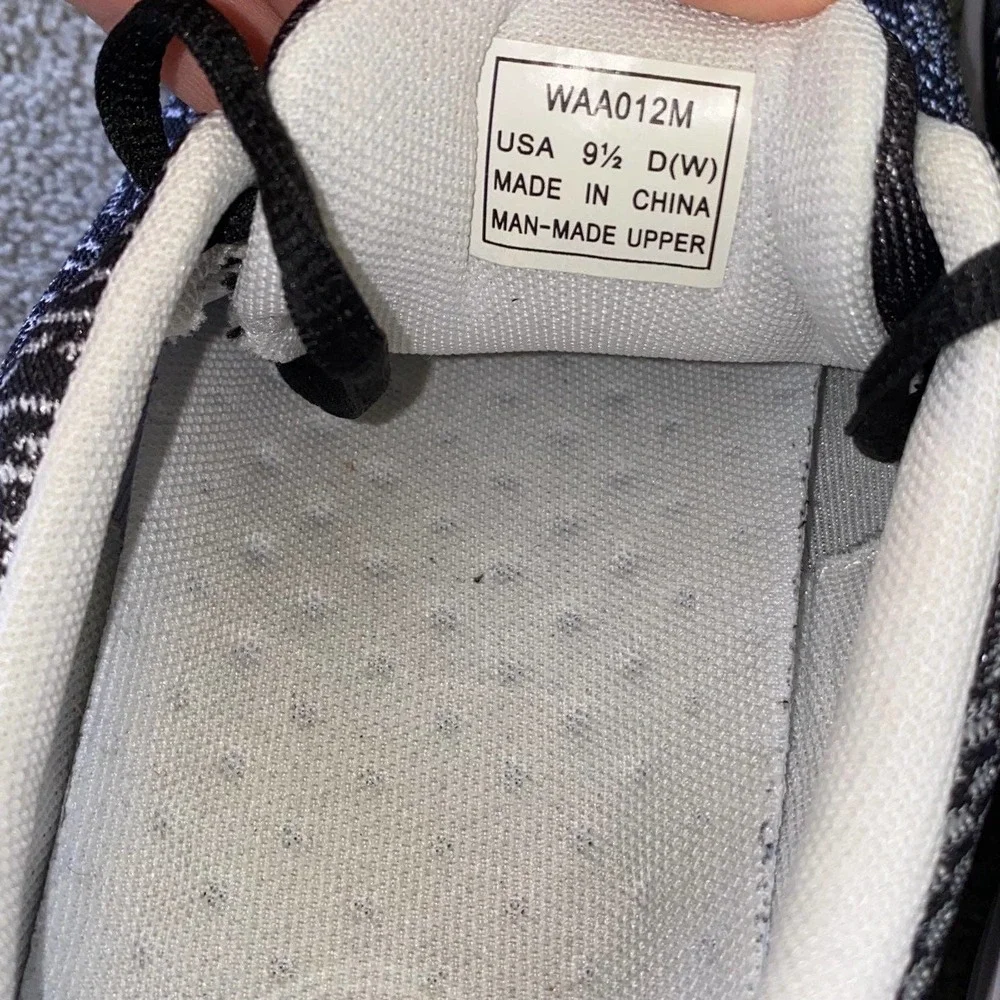 WAA012M
USA 9½ D(W)
MADE IN CHINA
MAN-MADE UPPER